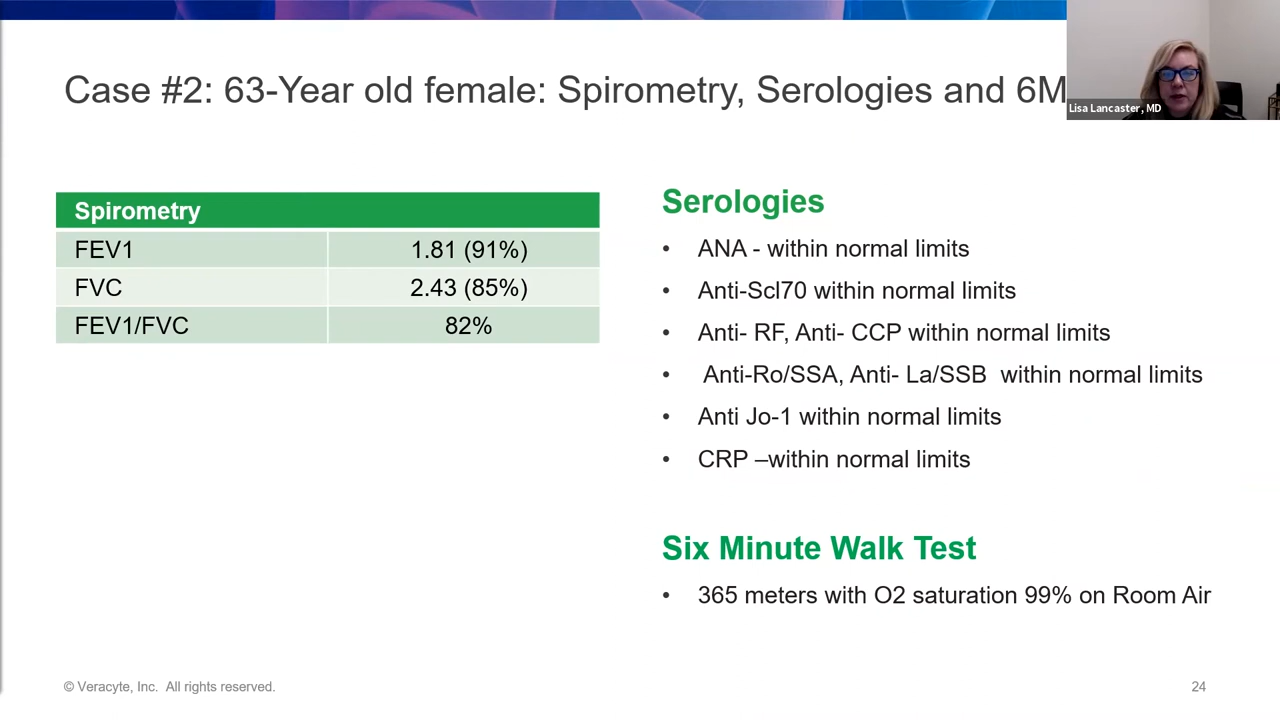 Case #2: 63-Year old female: Spirometry, Serologies and 6M
Lisa Lancaster, MD
Spirometry
FEV1 1.81 (91%)
FVC 2.43 (85%)
FEV1/FVC 82%
Serologies
• ANA - within normal limits
• Anti-Scl70 within normal limits
• Anti- RF, Anti- CCP within normal limits
• Anti-Ro/SSA, Anti- La/SSB within normal limits
• Anti Jo-1 within normal limits
• CRP –within normal limits
Six Minute Walk Test
• 365 meters with O2 saturation 99% on Room Air
© Veracyte, Inc. All rights reserved.
24